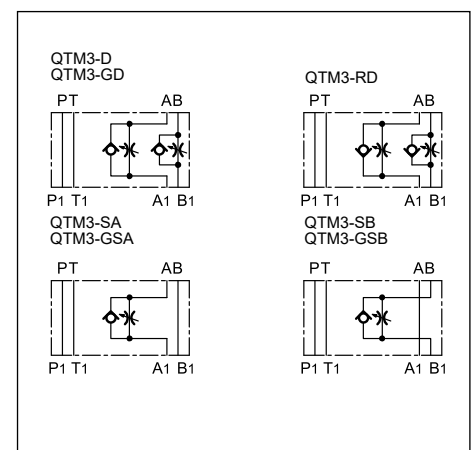 QTM3-D
QTM3-GD
PT AB
P1 T1 A1 B1
QTM3-RD
PT AB
P1 T1 A1 B1
QTM3-SA
QTM3-GSA
PT AB
P1 T1 A1 B1
QTM3-SB
QTM3-GSB
PT AB
P1 T1 A1 B1